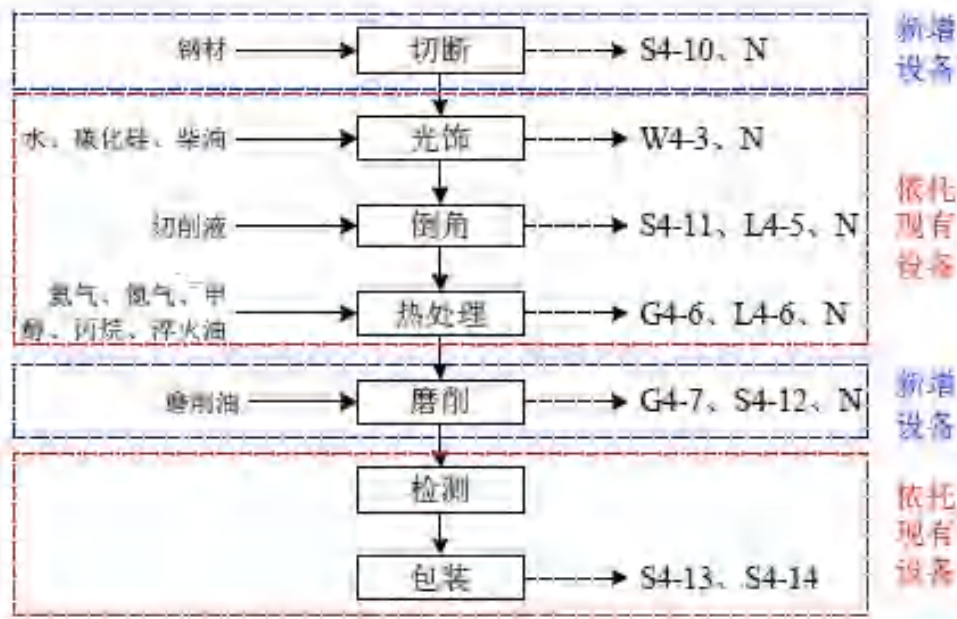 钢材
切断
S4-10、N
新增
设备
水、碳化硅、柴油
光饰
W4-3、N
切削液
倒角
S4-11、L4-5、N
依托
现有
设备
氮气、氨气、甲
醇、丙烷、淬火油
热处理
G4-6、L4-6、N
磨削油
磨削
G4-7、S4-12、N
新增
设备
检测
包装
S4-13、S4-14
依托
现有
设备